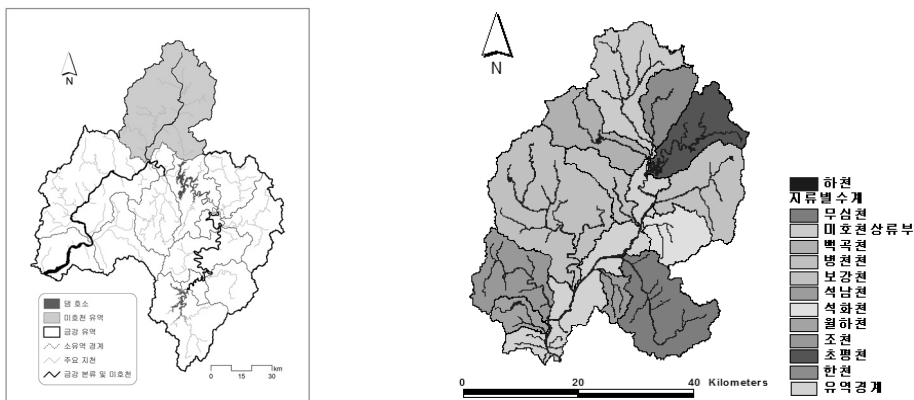 N
댐 호소
미호천 유역
금강 유역
소유역 경계
주요 지천
금강 본류 및 미호천
km
0 15 30
N
0 20 40 Kilometers
하천
지류별수계
무심천
미호천상류부
백곡천
병천천
보강천
석남천
석화천
월하천
조천
초평천
한천
유역경계